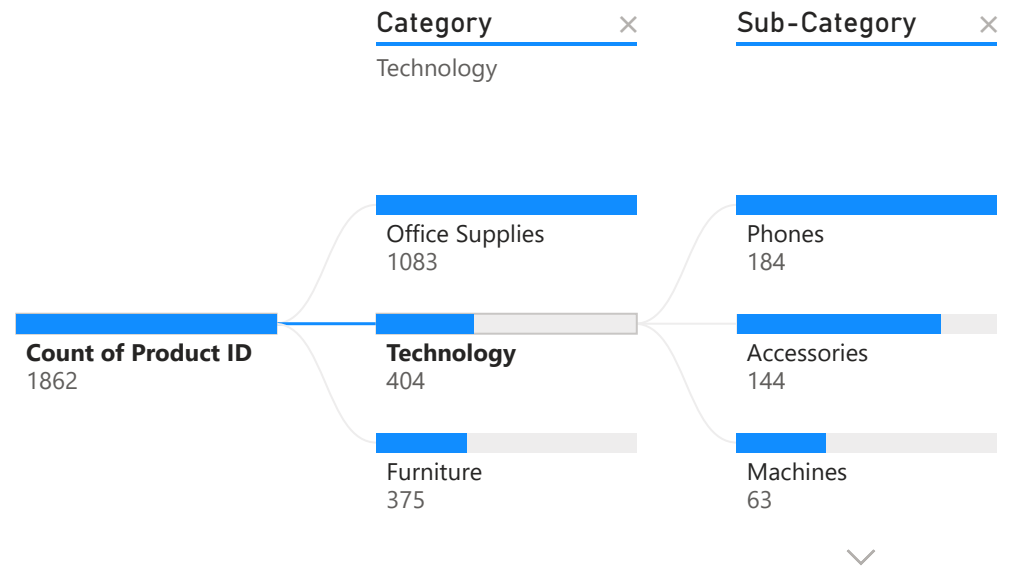 Category
Sub-Category
Technology
Office Supplies
1083
Phones
184
Count of Product ID
1862
Technology
404
Accessories
144
Furniture
375
Machines
63